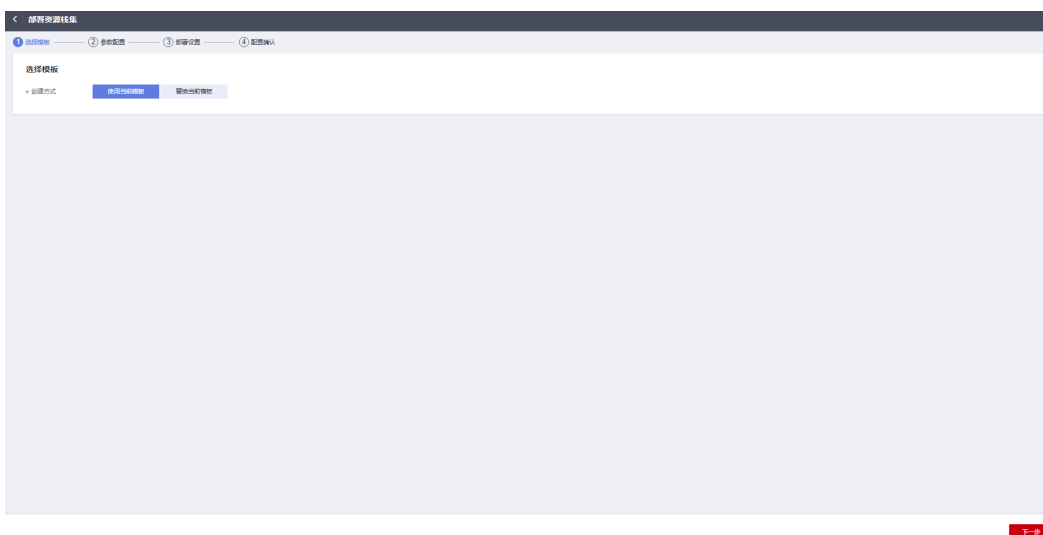 < 部署资源栈集
1 选择模板 2 参数配置 3 部署设置 4 配置确认
选择模板
* 创建方式 使用当前模板 替换当前模板
下一步